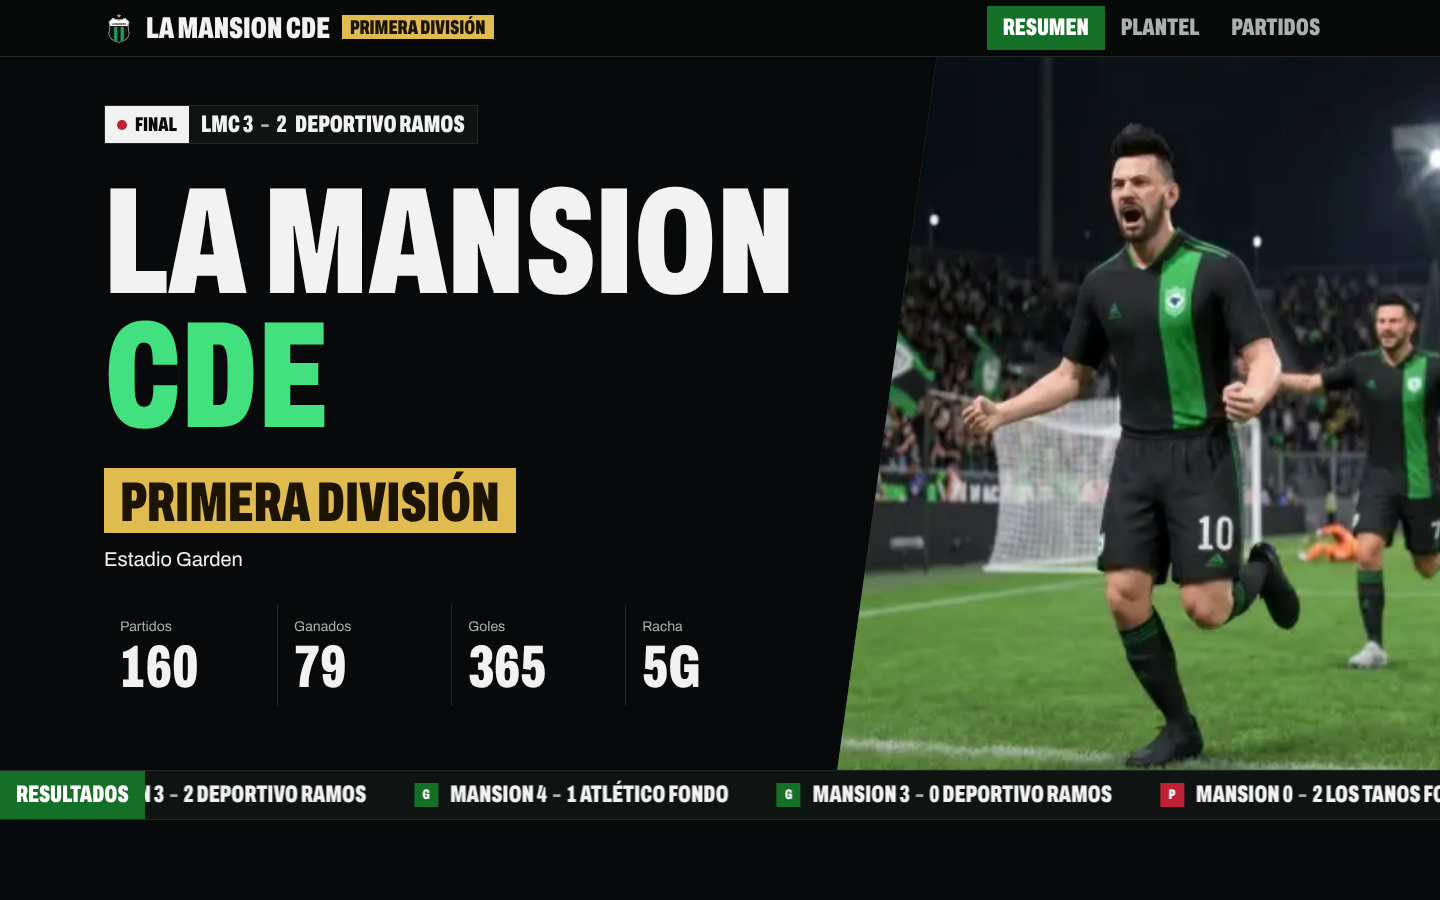 LA MANSION CDE PRIMERA DIVISIÓN
RESUMEN PLANTEL PARTIDOS
FINAL LMC 3 - 2 DEPORTIVO RAMOS
LA MANSION
CDE
PRIMERA DIVISIÓN
Estadio Garden
Partidos Ganados Goles Racha
160 79 365 5G
10
RESULTADOS 3 - 2 DEPORTIVO RAMOS G MANSION 4 - 1 ATLÉTICO FONDO G MANSION 3 - 0 DEPORTIVO RAMOS P MANSION 0 - 2 LOS TANOS